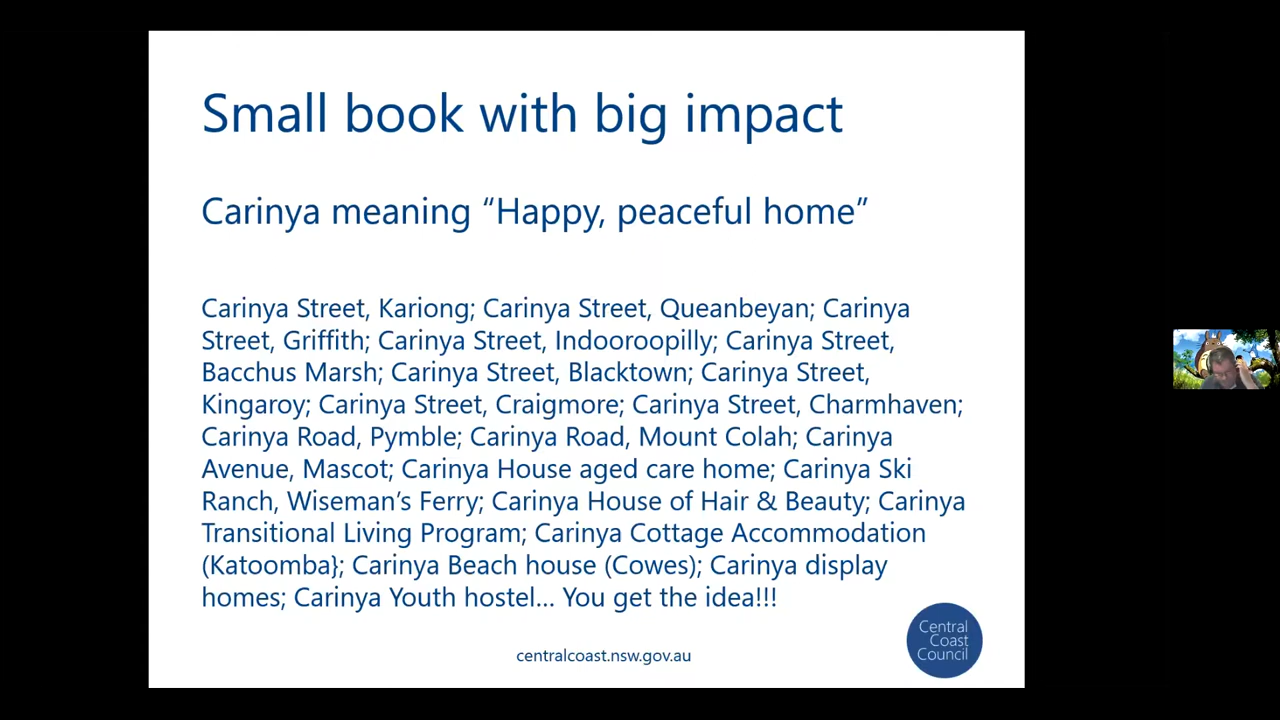 Small book with big impact
Carinya meaning “Happy, peaceful home”
Carinya Street, Kariong; Carinya Street, Queanbeyan; Carinya
Street, Griffith; Carinya Street, Indooroopilly; Carinya Street,
Bacchus Marsh; Carinya Street, Blacktown; Carinya Street,
Kingaroy; Carinya Street, Craigmore; Carinya Street, Charmhaven;
Carinya Road, Pymble; Carinya Road, Mount Colah; Carinya
Avenue, Mascot; Carinya House aged care home; Carinya Ski
Ranch, Wiseman’s Ferry; Carinya House of Hair & Beauty; Carinya
Transitional Living Program; Carinya Cottage Accommodation
(Katoomba}; Carinya Beach house (Cowes); Carinya display
homes; Carinya Youth hostel... You get the idea!!!
centralcoast.nsw.gov.au
Central
Coast
Council